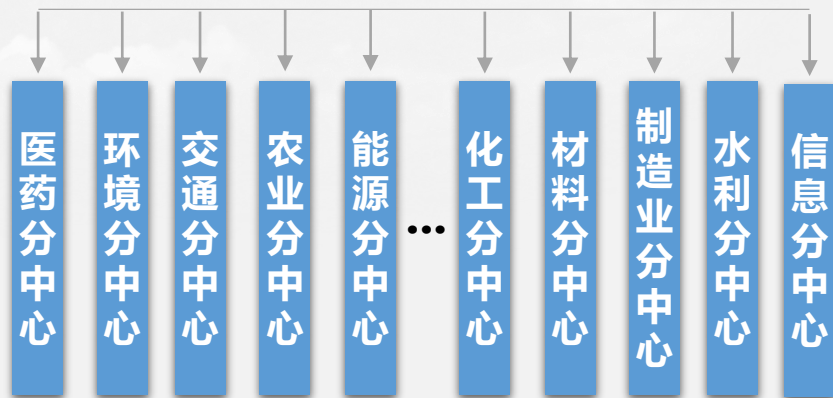 医药分中心
环境分中心
交通分中心
农业分中心
能源分中心
...
化工分中心
材料分中心
制造业分中心
水利分中心
信息分中心